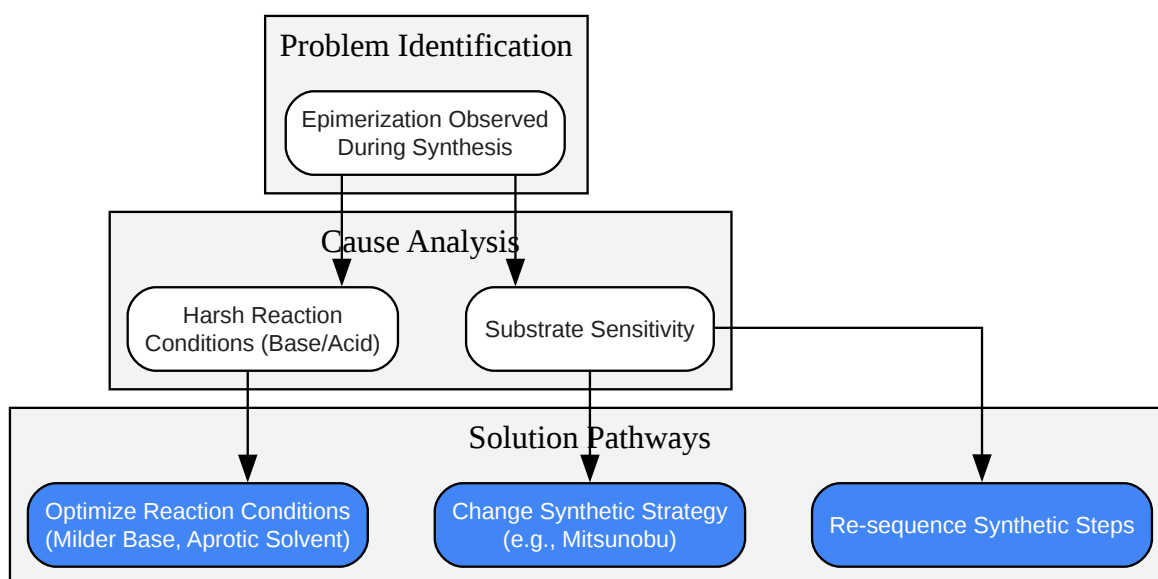 Problem Identification
Epimerization Observed
During Synthesis
Cause Analysis
Harsh Reaction
Conditions (Base/Acid)
Substrate Sensitivity
Solution Pathways
Optimize Reaction Conditions
(Milder Base, Aprotic Solvent)
Change Synthetic Strategy
(e.g., Mitsunobu)
Re-sequence Synthetic Steps